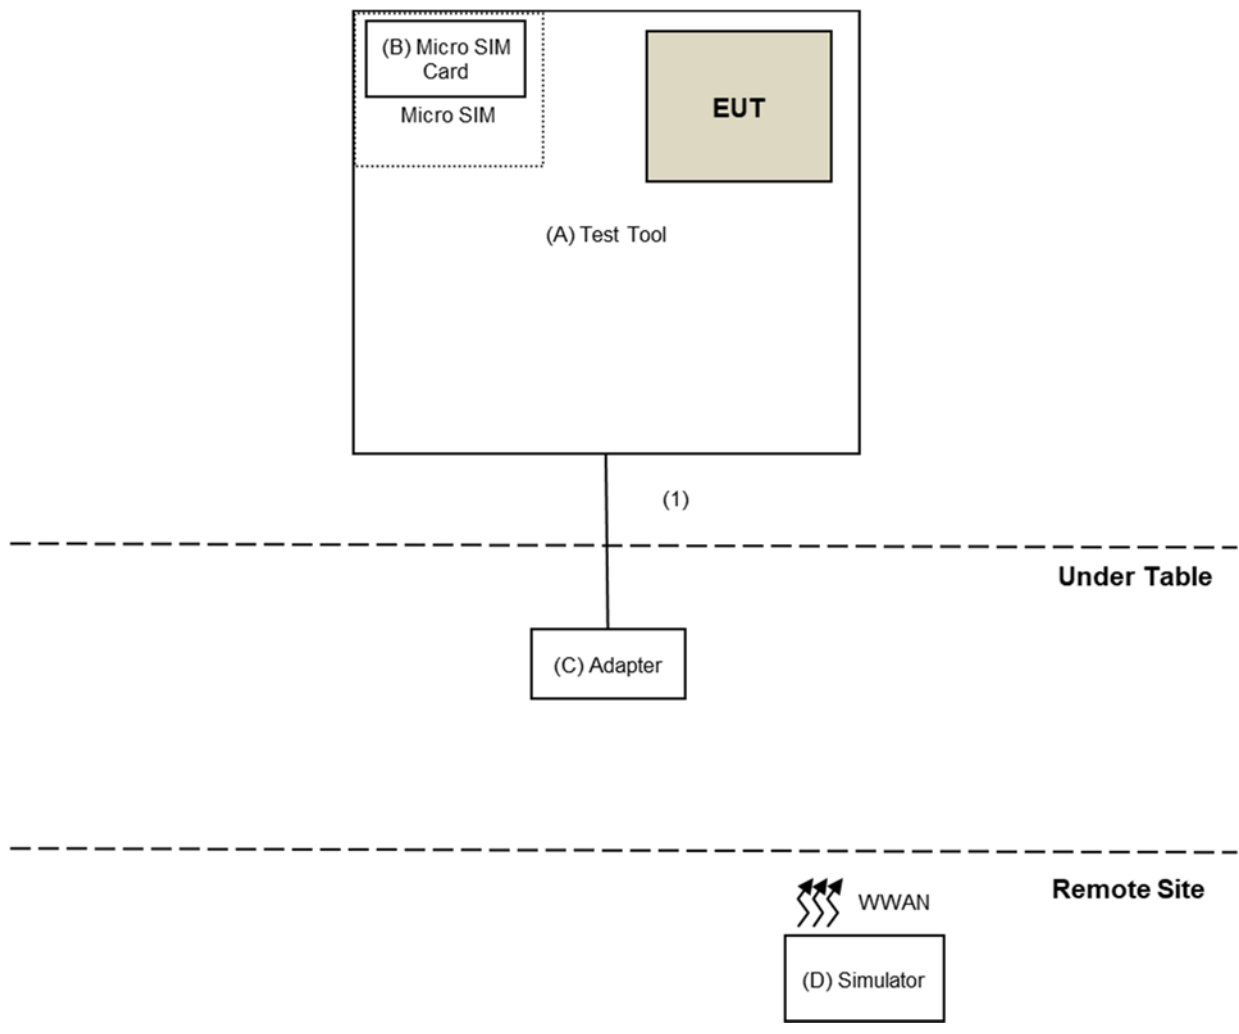 (B) Micro SIM
Card
Micro SIM
EUT
(A) Test Tool
(1)
Under Table
(C) Adapter
Remote Site
WWAN
(D) Simulator